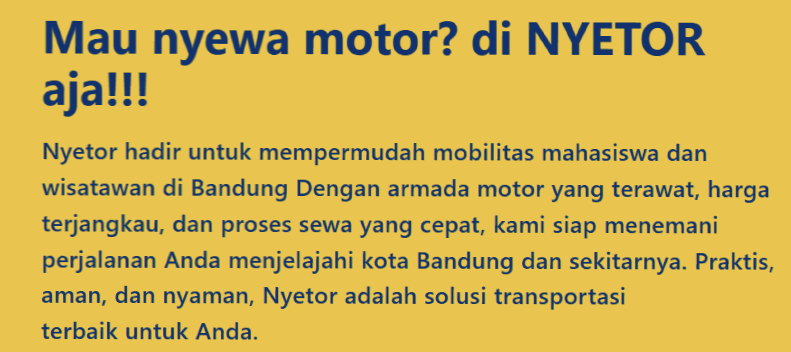 Mau nyewa motor? di NYETOR
aja!!!
Nyetor hadir untuk mempermudah mobilitas mahasiswa dan
wisatawan di Bandung Dengan armada motor yang terawat, harga
terjangkau, dan proses sewa yang cepat, kami siap menemani
perjalanan Anda menjelajahi kota Bandung dan sekitarnya. Praktis,
aman, dan nyaman, Nyetor adalah solusi transportasi
terbaik untuk Anda.